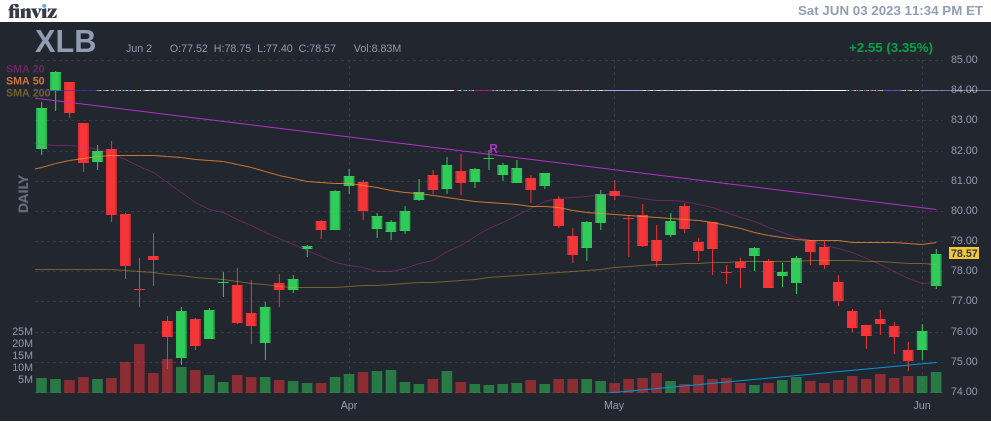 finviz
Sat JUN 03 2023 11:34 PM ET
XLB
Jun 2 O:77.52 H:78.75 L:77.40 C:78.57 Vol:8.83M
+2.55 (3.35%)
SMA 20
SMA 50
SMA 200
DAILY
R
85.00
84.00
83.00
82.00
81.00
80.00
79.00
78.57
78.00
77.00
76.00
75.00
74.00
25M
20M
15M
10M
5M
Apr May Jun